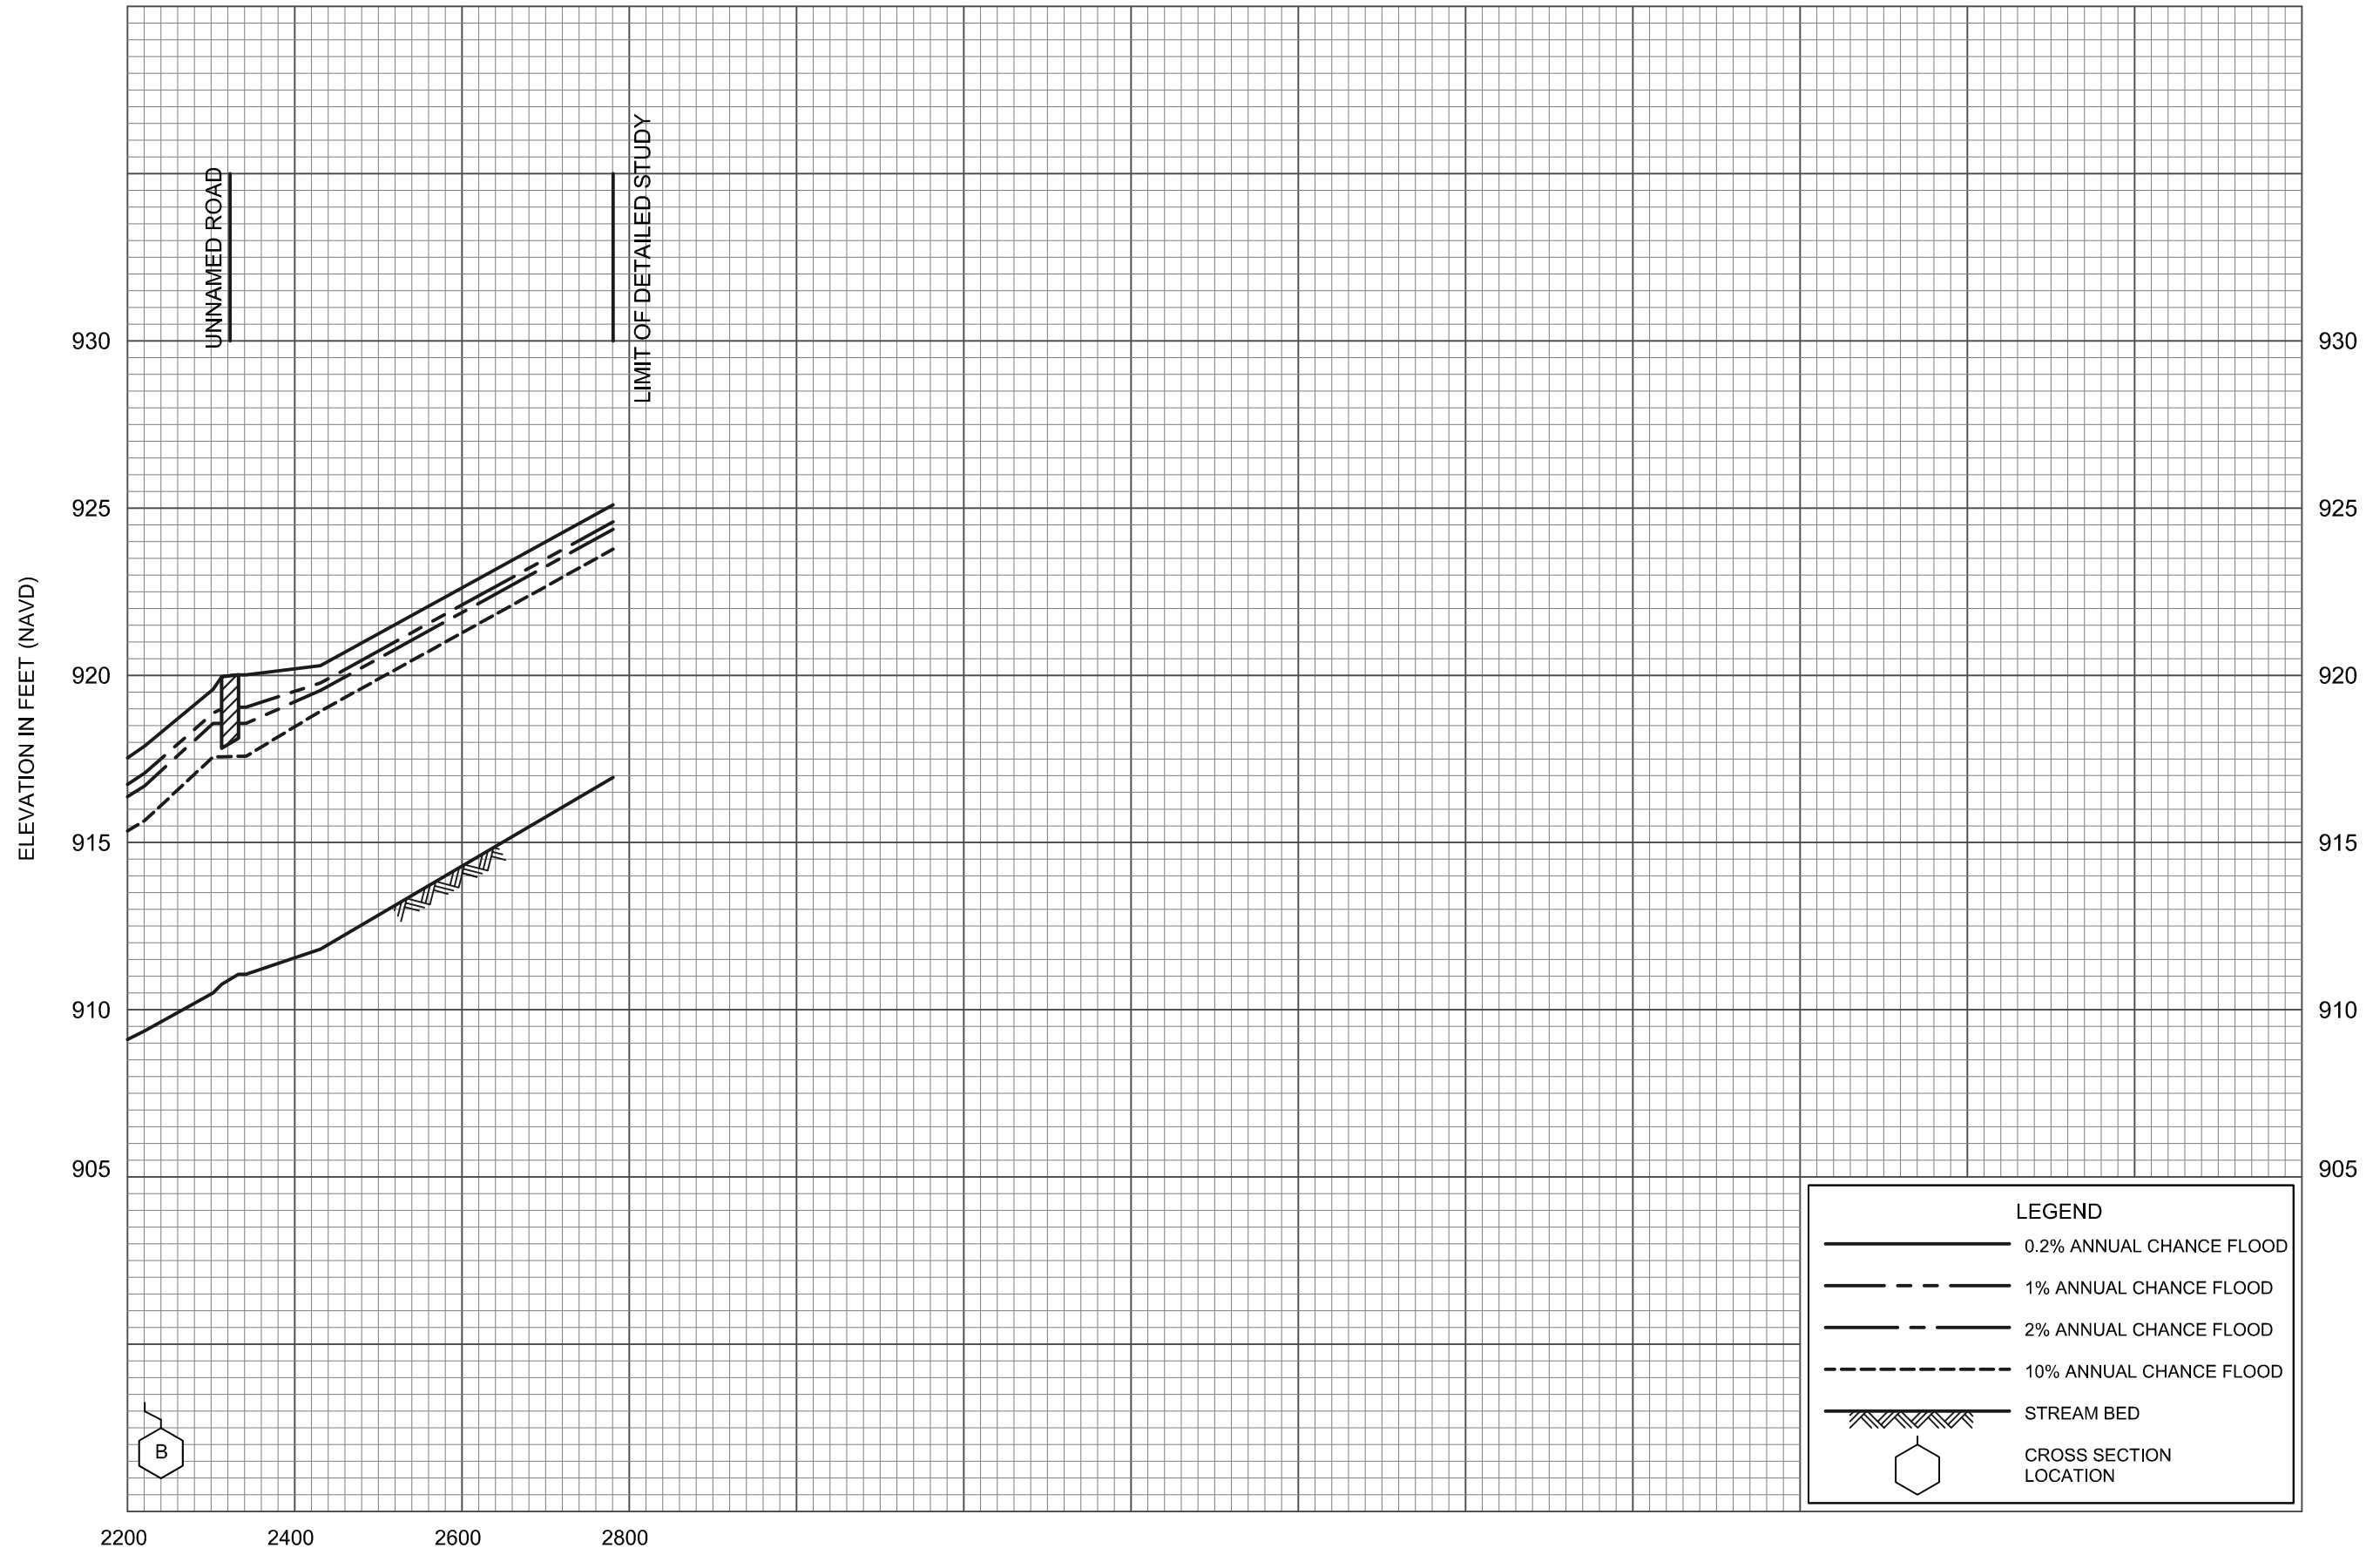 UNNAMED ROAD
LIMIT OF DETAILED STUDY
ELEVATION IN FEET (NAVD)
930
925
920
915
910
905
930
925
920
915
910
905
B
LEGEND
0.2% ANNUAL CHANCE FLOOD
1% ANNUAL CHANCE FLOOD
2% ANNUAL CHANCE FLOOD
10% ANNUAL CHANCE FLOOD
STREAM BED
CROSS SECTION
LOCATION
2200
2400
2600
2800